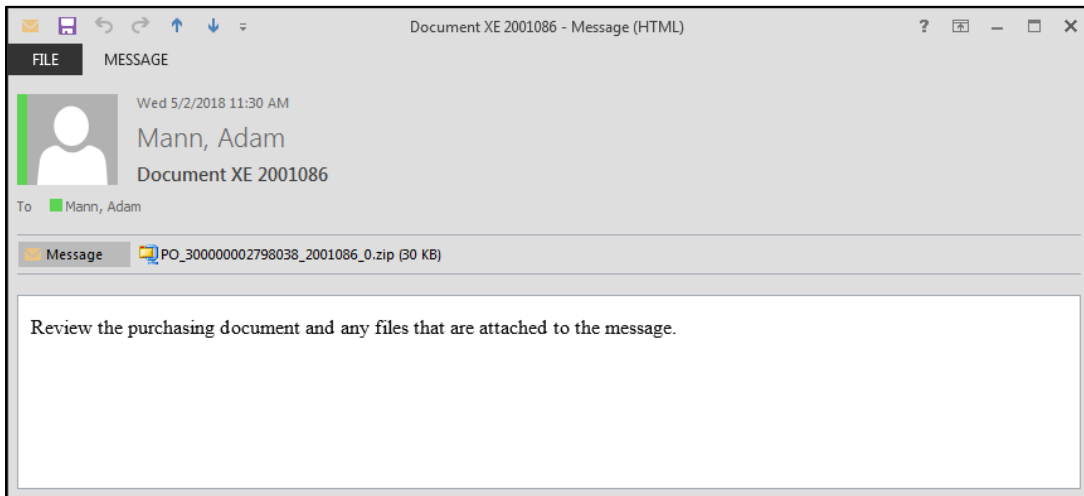 Document XE 2001086 - Message (HTML)
?
FILE MESSAGE
Wed 5/2/2018 11:30 AM
Mann, Adam
Document XE 2001086
To Mann, Adam
Message PO_300000002798038_2001086_0.zip (30 KB)
Review the purchasing document and any files that are attached to the message.